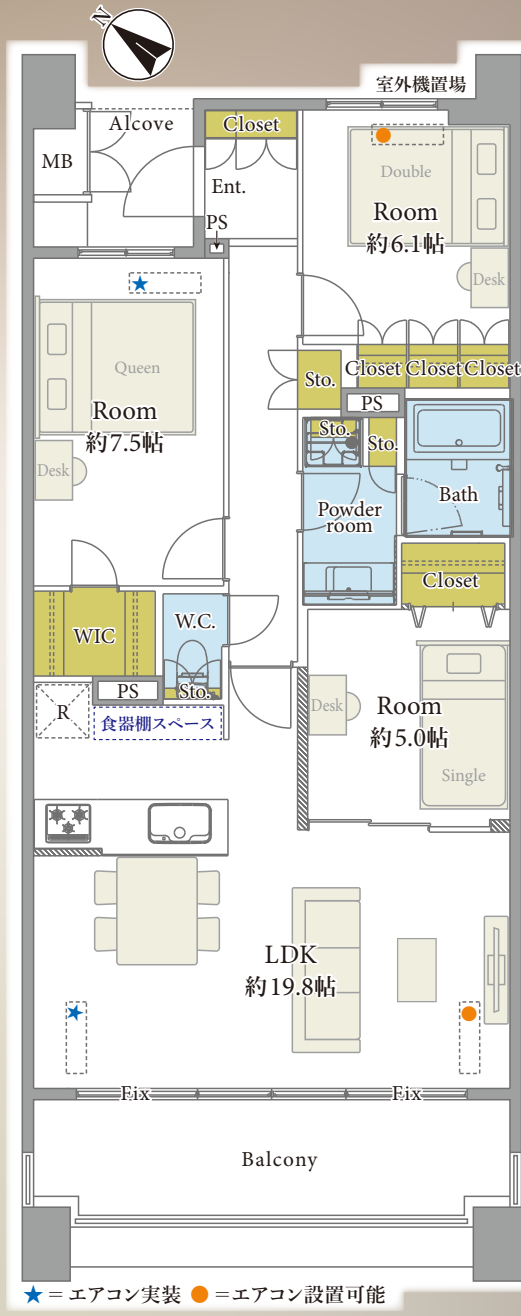 N
室外機置場
Alcove
Closet
MB
Ent.
Double
Room
約6.1帖
PS
Desk
Queen
Room
約7.5帖
Desk
Sto.
Closet Closet Closet
PS
Sto.
Sto.
Powder
room
Bath
Closet
W.C.
WIC
PS
Sto.
R
食器棚スペース
Desk
Room
約5.0帖
Single
LDK
約19.8帖
Fix
Fix
Balcony
★ = エアコン実装 ● =エアコン設置可能